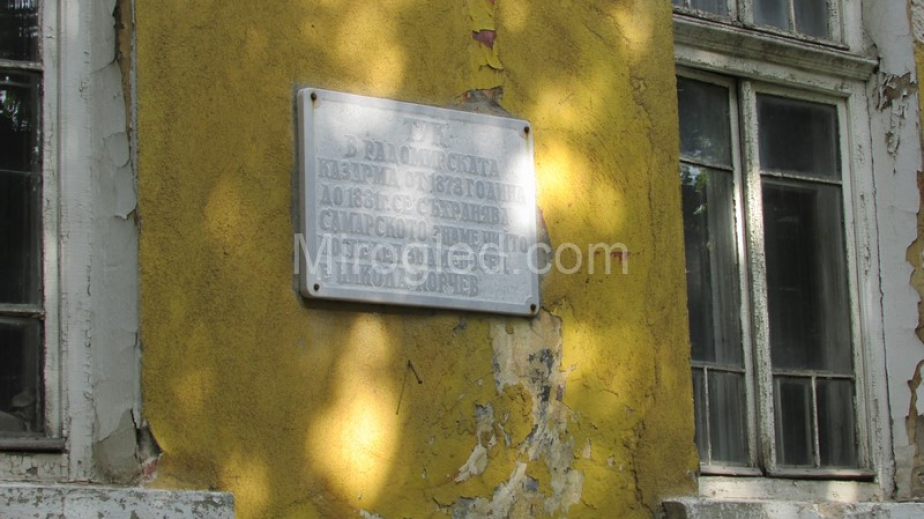 ТУК
В РАДОМИРСКАТА
КАЗАРМА ОТ 1878 ГОДИНА
ДО 1881 Г. СЕ СЪХРАНЯВА
САМАРСКОТО ЗНАМЕ
Mirogled.com
НИКОЛА КОРЧЕВ